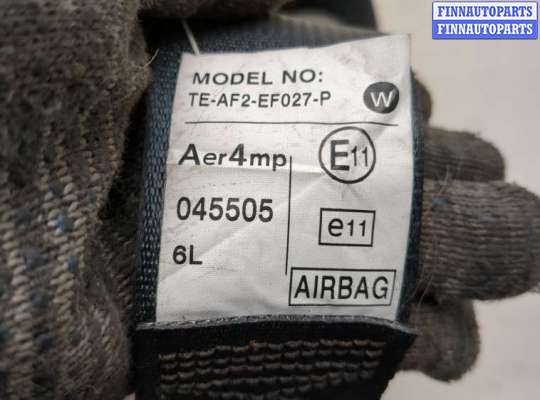 FINNAUTOPARTS
FINNAUTOPARTS
MODEL NO:
TE-AF2-EF027-P W
Aer4mp E11
045505 e11
6L
AIRBAG